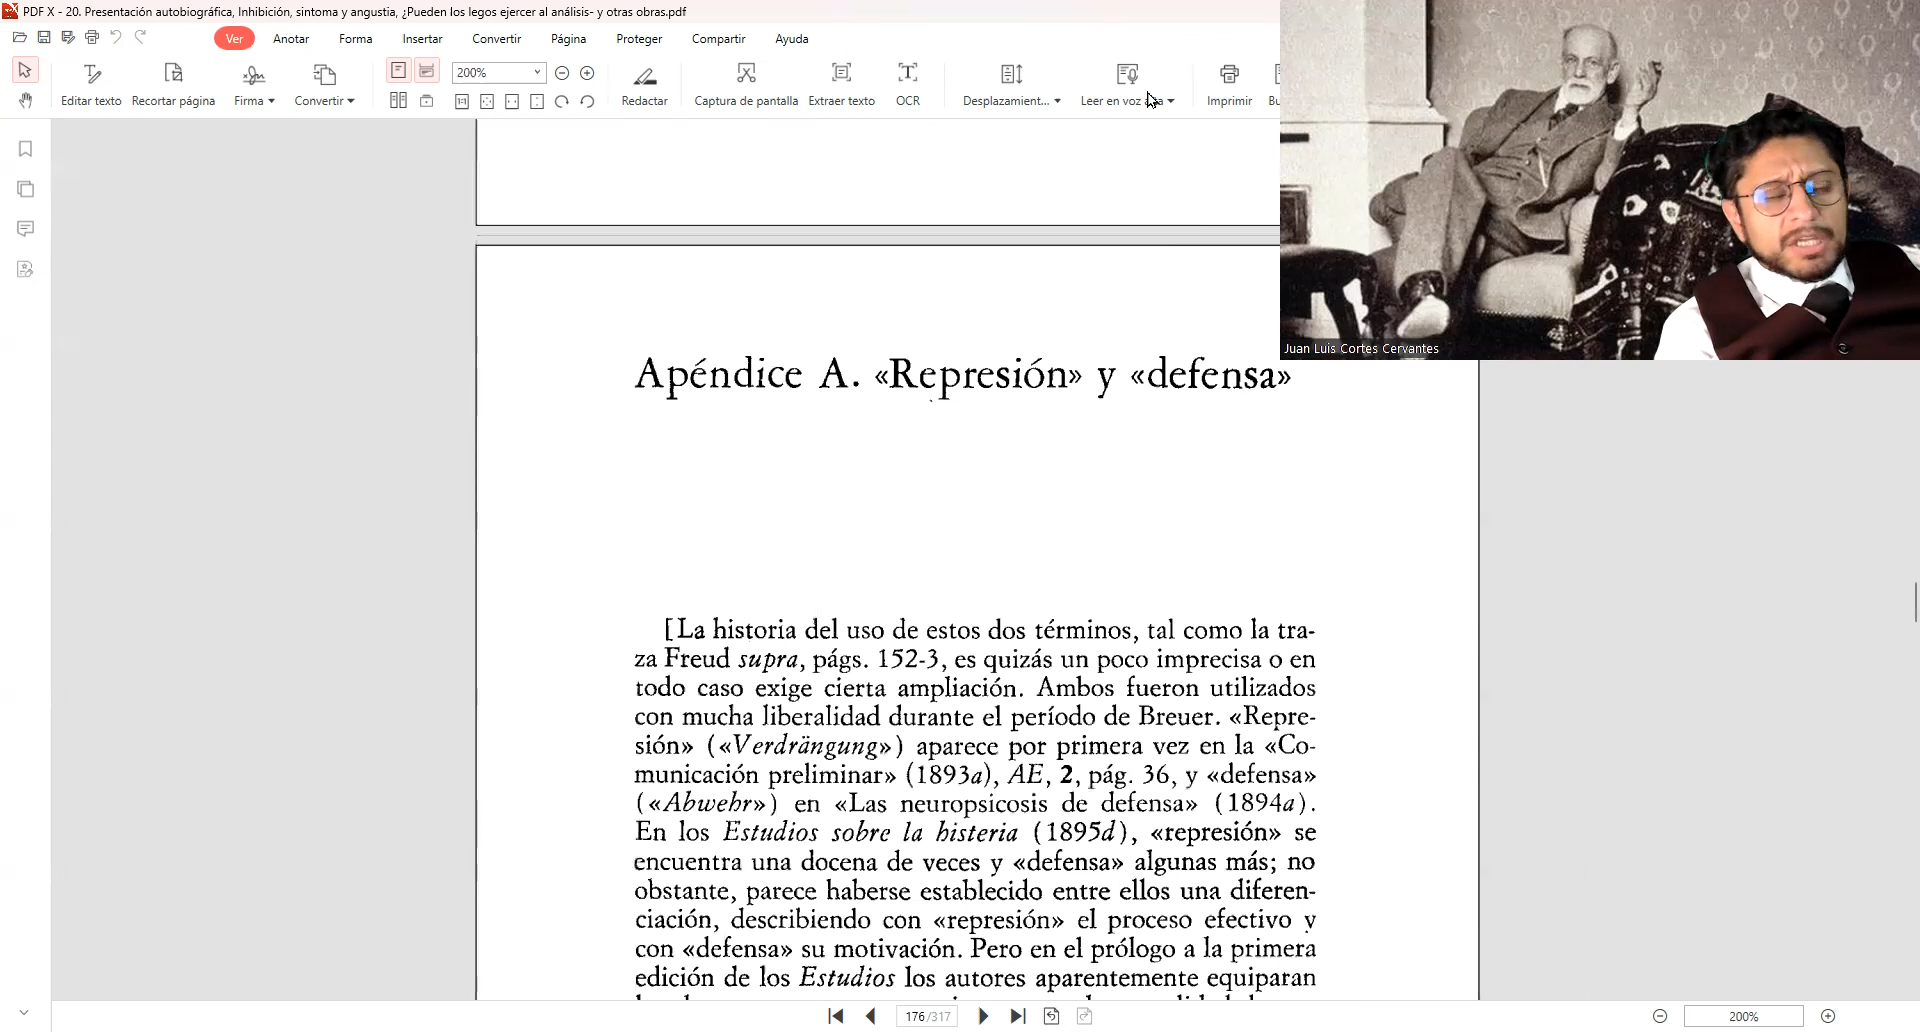 PDF X - 20. Presentación autobiográfica, Inhibición, sintoma y angustia, ¿Pueden los legos ejercer al análisis- y otras obras.pdf
Ver Anotar Forma Insertar Convertir Página Proteger Compartir Ayuda
200%
Editar texto Recortar página Firma Convertir Redactar Captura de pantalla Extraer texto OCR Desplazamient... Leer en voz Imprimir
Juan Luis Cortes Cervantes
Apéndice A. «Represión» y «defensa»
[La historia del uso de estos dos términos, tal como la tra-
za Freud supra, págs. 152-3, es quizás un poco imprecisa o en
todo caso exige cierta ampliación. Ambos fueron utilizados
con mucha liberalidad durante el período de Breuer. «Repre-
sión» («Verdrängung») aparece por primera vez en la «Co-
municación preliminar» (1893a), AE, 2, pág. 36, y «defensa»
(«Abwehr») en «Las neuropsicosis de defensa» (1894a).
En los Estudios sobre la histeria (1895d), «represión» se
encuentra una docena de veces y «defensa» algunas más; no
obstante, parece haberse establecido entre ellos una diferen-
ciación, describiendo con «represión» el proceso efectivo y
con «defensa» su motivación. Pero en el prólogo a la primera
edición de los Estudios los autores aparentemente equiparan
176/317
200%